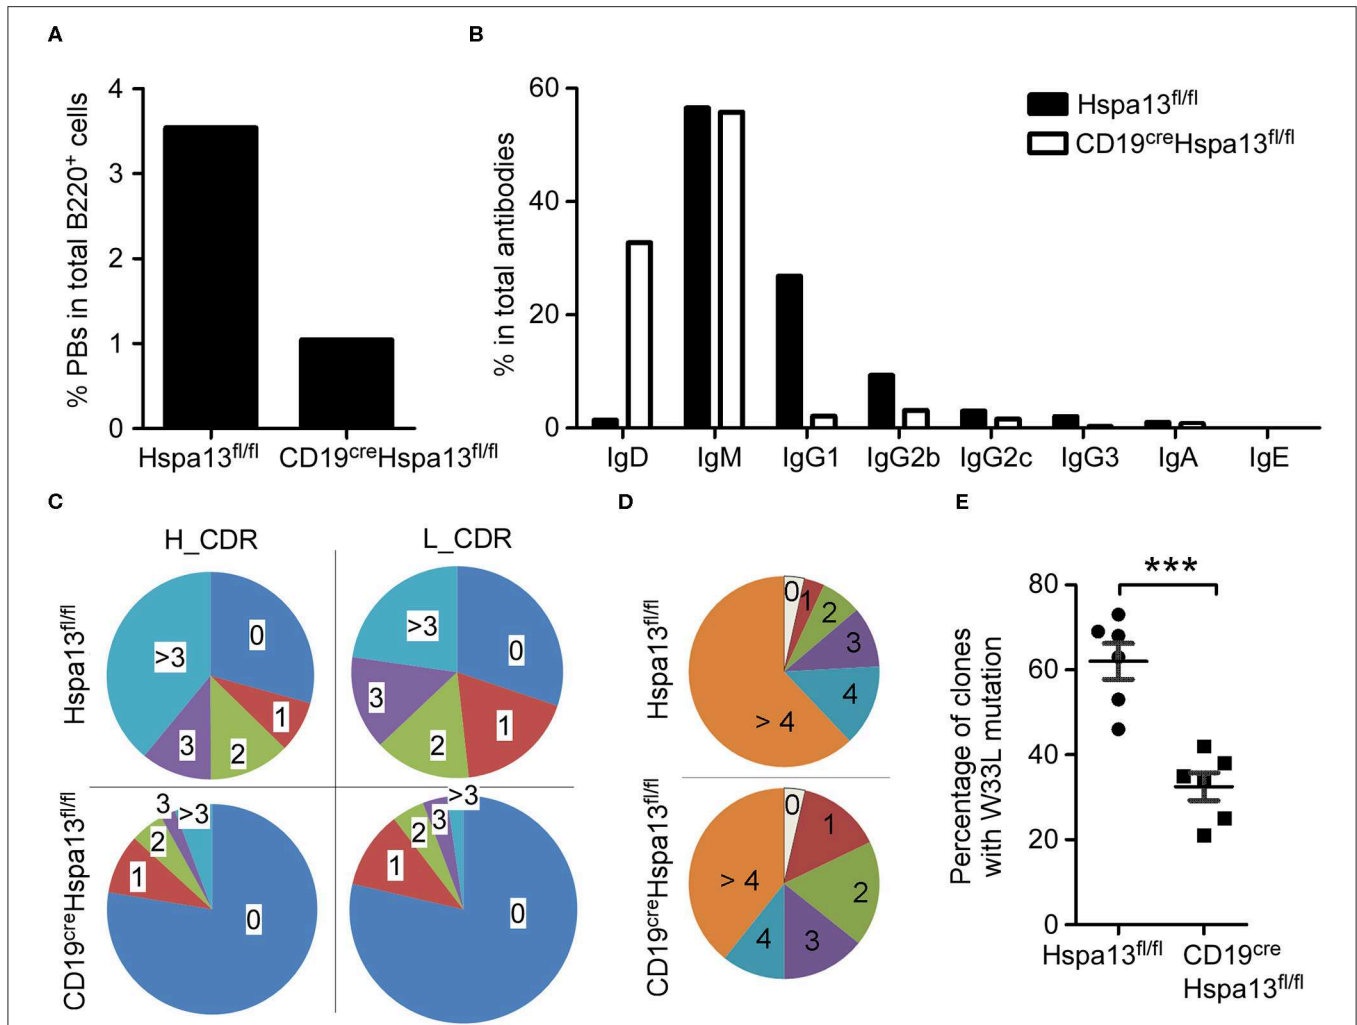 A
% PBs in total B220+ cells
4
3
2
1
0
Hspa13fl/fl
CD19creHspa13fl/fl
B
% in total antibodies
60
40
20
0
Hspa13fl/fl
CD19creHspa13fl/fl
IgD
IgM
IgG1
IgG2b
IgG2c
IgG3
IgA
IgE
C
H_CDR
L_CDR
Hspa13fl/fl
>3
0
1
2
3
>3
0
1
2
3
CD19creHspa13fl/fl
3
>3
2
1
0
>3
3
2
1
0
D
Hspa13fl/fl
0
1
2
3
4
> 4
CD19creHspa13fl/fl
0
1
2
3
4
> 4
E
Percentage of clones
with W33L mutation
80
60
40
20
0
***
Hspa13fl/fl
CD19cre
Hspa13fl/fl